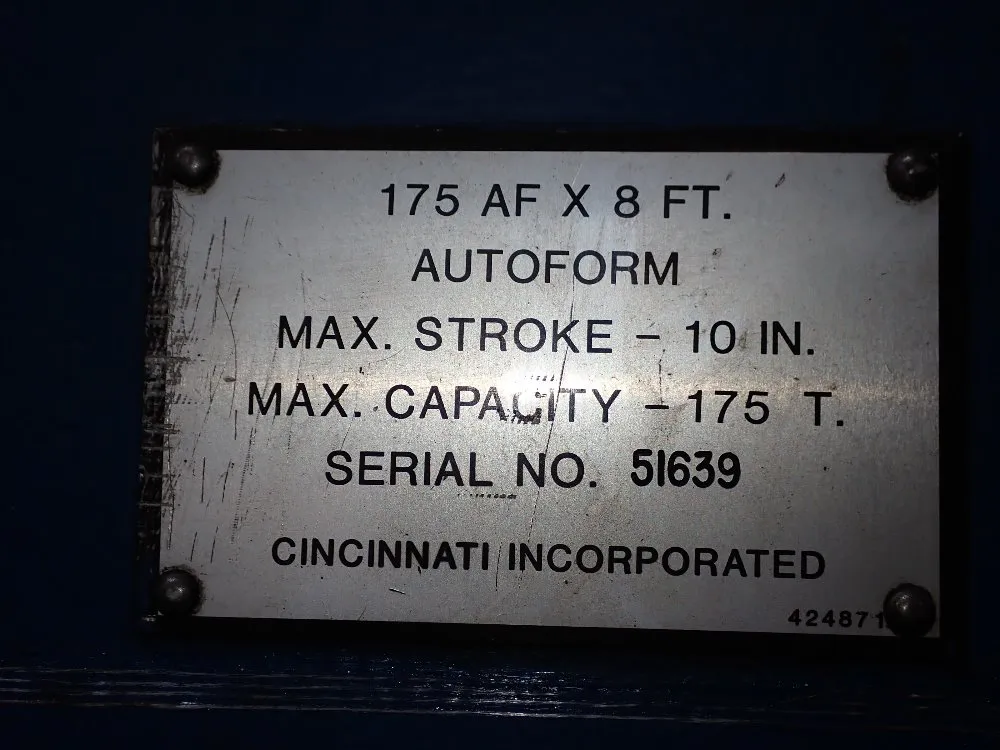 175 AF X 8 FT.
AUTOFORM
MAX. STROKE - 10 IN.
MAX. CAPACITY - 175 T.
SERIAL NO. 51639
CINCINNATI INCORPORATED
424871